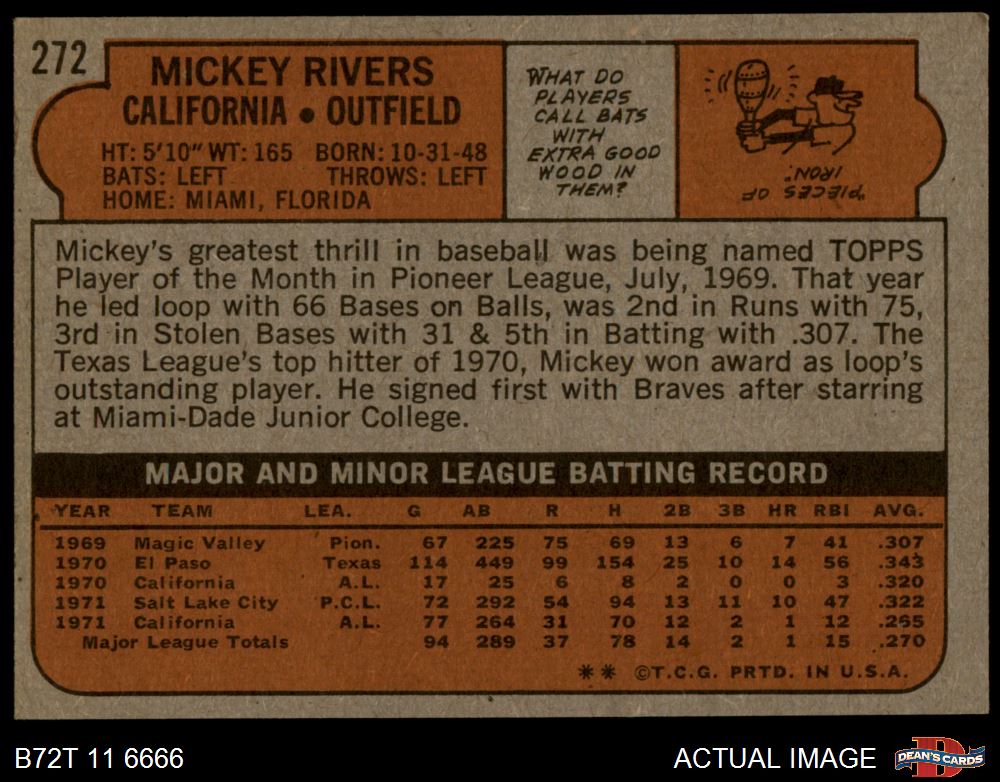 272
MICKEY RIVERS
CALIFORNIA • OUTFIELD
HT: 5'10" WT: 165 BORN: 10-31-48
BATS: LEFT THROWS: LEFT
HOME: MIAMI, FLORIDA
WHAT DO
PLAYERS
CALL BATS
WITH
EXTRA GOOD
WOOD IN
THEM?
"PIECES OF
IRON."
Mickey's greatest thrill in baseball was being named TOPPS
Player of the Month in Pioneer League, July, 1969. That year
he led loop with 66 Bases on Balls, was 2nd in Runs with 75,
3rd in Stolen Bases with 31 & 5th in Batting with .307. The
Texas League's top hitter of 1970, Mickey won award as loop's
outstanding player. He signed first with Braves after starring
at Miami-Dade Junior College.
MAJOR AND MINOR LEAGUE BATTING RECORD
YEAR TEAM LEA. G AB R H 2B 3B HR RBI AVG.
1969 Magic Valley Pion. 67 225 75 69 13 6 7 41 .307
1970 El Paso Texas 114 449 99 154 25 10 14 56 .343
1970 California A.L. 17 25 6 8 2 0 0 3 .320
1971 Salt Lake City P.C.L. 72 292 54 94 13 11 10 47 .322
1971 California A.L. 77 264 31 70 12 2 1 12 .265
Major League Totals 94 289 37 78 14 2 1 15 .270
** ©T.C.G. PRTD. IN U.S.A.
B72T 11 6666
ACTUAL IMAGE
DEAN'S CARDS